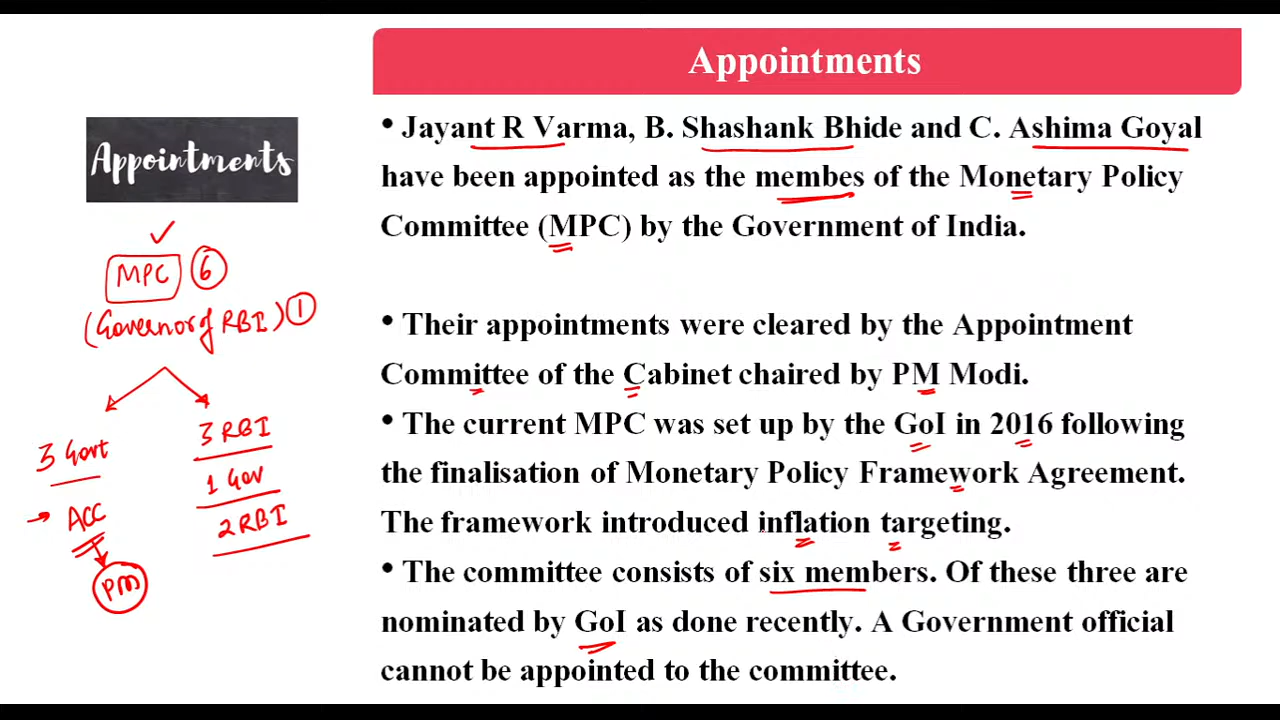 Appointments
• Jayant R Varma, B. Shashank Bhide and C. Ashima Goyal
have been appointed as the membes of the Monetary Policy
Committee (MPC) by the Government of India.
• Their appointments were cleared by the Appointment
Committee of the Cabinet chaired by PM Modi.
• The current MPC was set up by the GoI in 2016 following
the finalisation of Monetary Policy Framework Agreement.
The framework introduced inflation targeting.
• The committee consists of six members. Of these three are
nominated by GoI as done recently. A Government official
cannot be appointed to the committee.
Appointments
MPC 6
(Governor of RBI) 1
3 Govt
ACC
PM
3 RBI
1 Gov
2 RBI